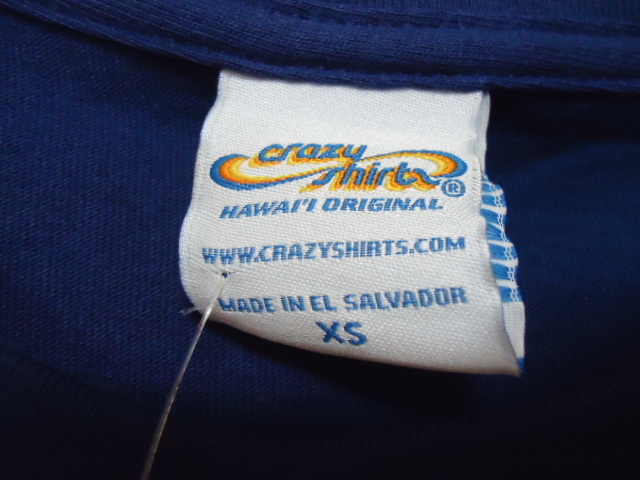 crazy
shirts®
HAWAI'I ORIGINAL
WWW.CRAZYSHIRTS.COM
MADE IN EL SALVADOR
XS